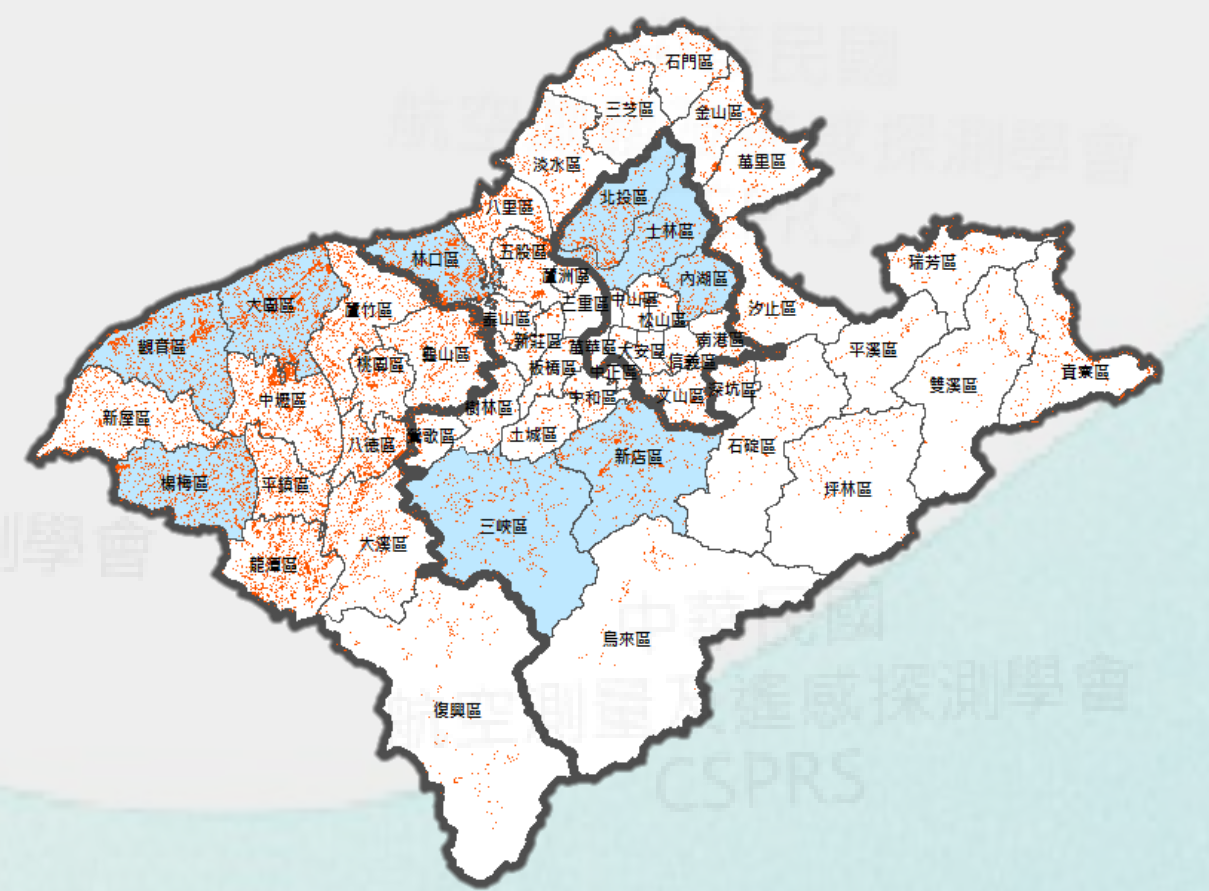 石門區
三芝區
金山區
淡水區
萬里區
北投區
八里區
士林區
五股區
林口區
瑞芳區
蘆洲區
內湖區
大園區
三重區
中山區
汐止區
蘆竹區
泰山區
松山區
觀音區
新莊區
萬華區
大安區
南港區
龜山區
平溪區
桃園區
板橋區
信義區
中正區
貢寮區
雙溪區
中壢區
中和區
文山區
深坑區
新屋區
樹林區
鶯歌區
土城區
八德區
石碇區
新店區
楊梅區
平鎮區
坪林區
三峽區
大溪區
龍潭區
烏來區
復興區
中華民國
航空測量及遙感探測學會
CSPRS